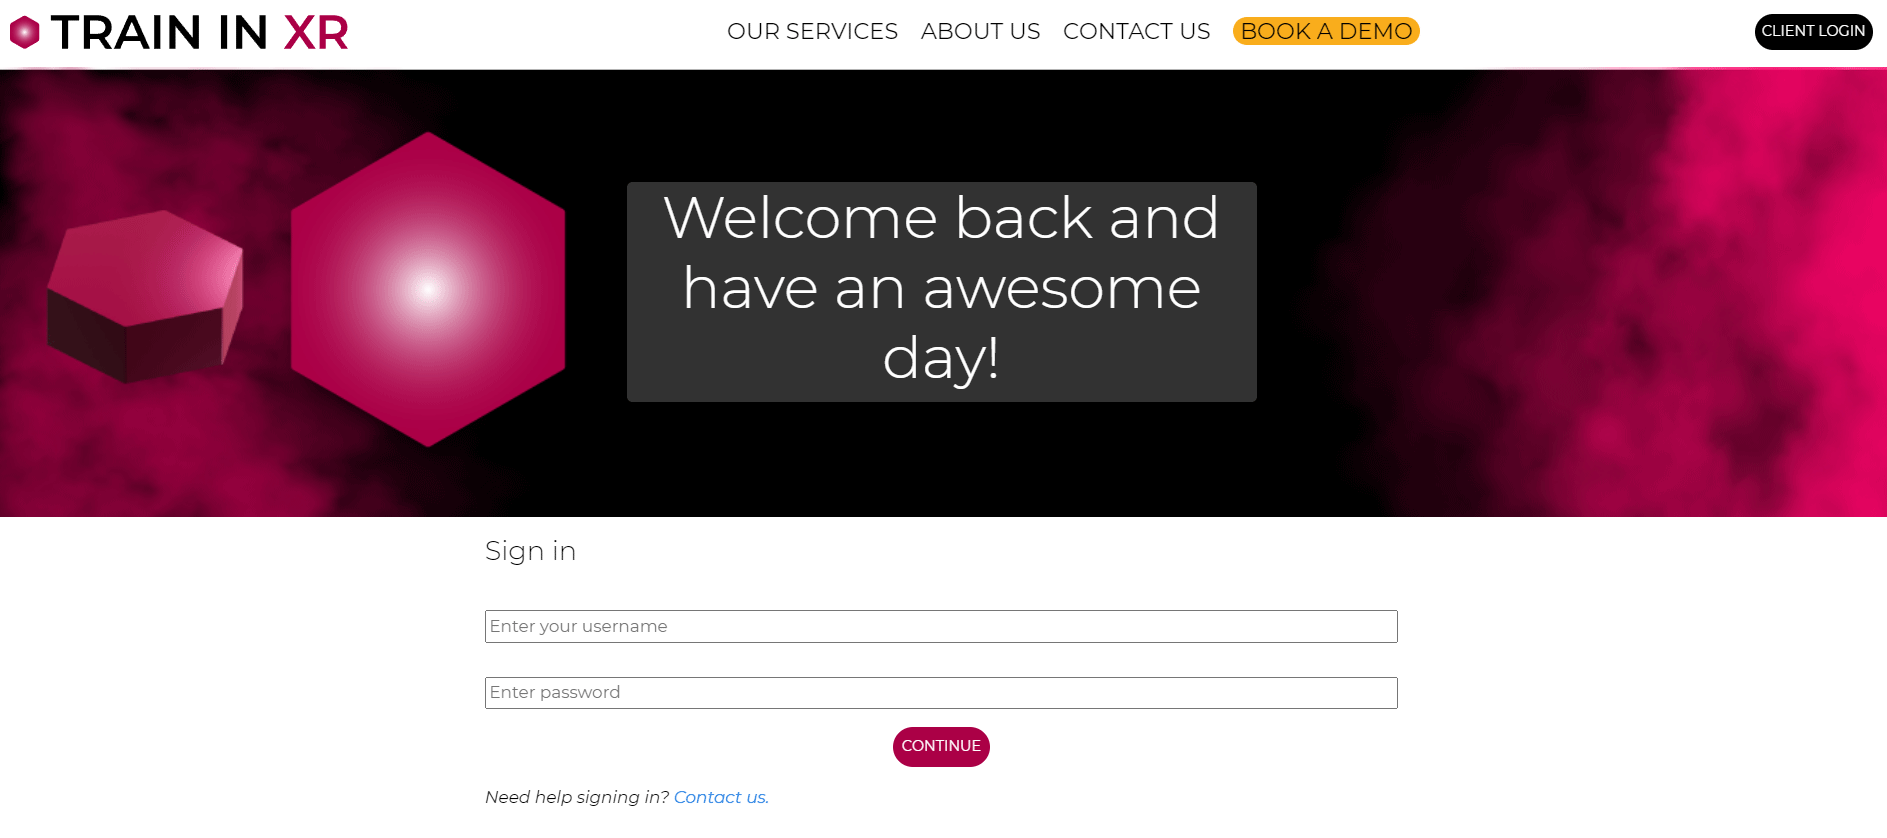 TRAIN IN XR
OUR SERVICES ABOUT US CONTACT US BOOK A DEMO
CLIENT LOGIN
Welcome back and
have an awesome
day!
Sign in
Enter your username
Enter password
CONTINUE
Need help signing in? Contact us.